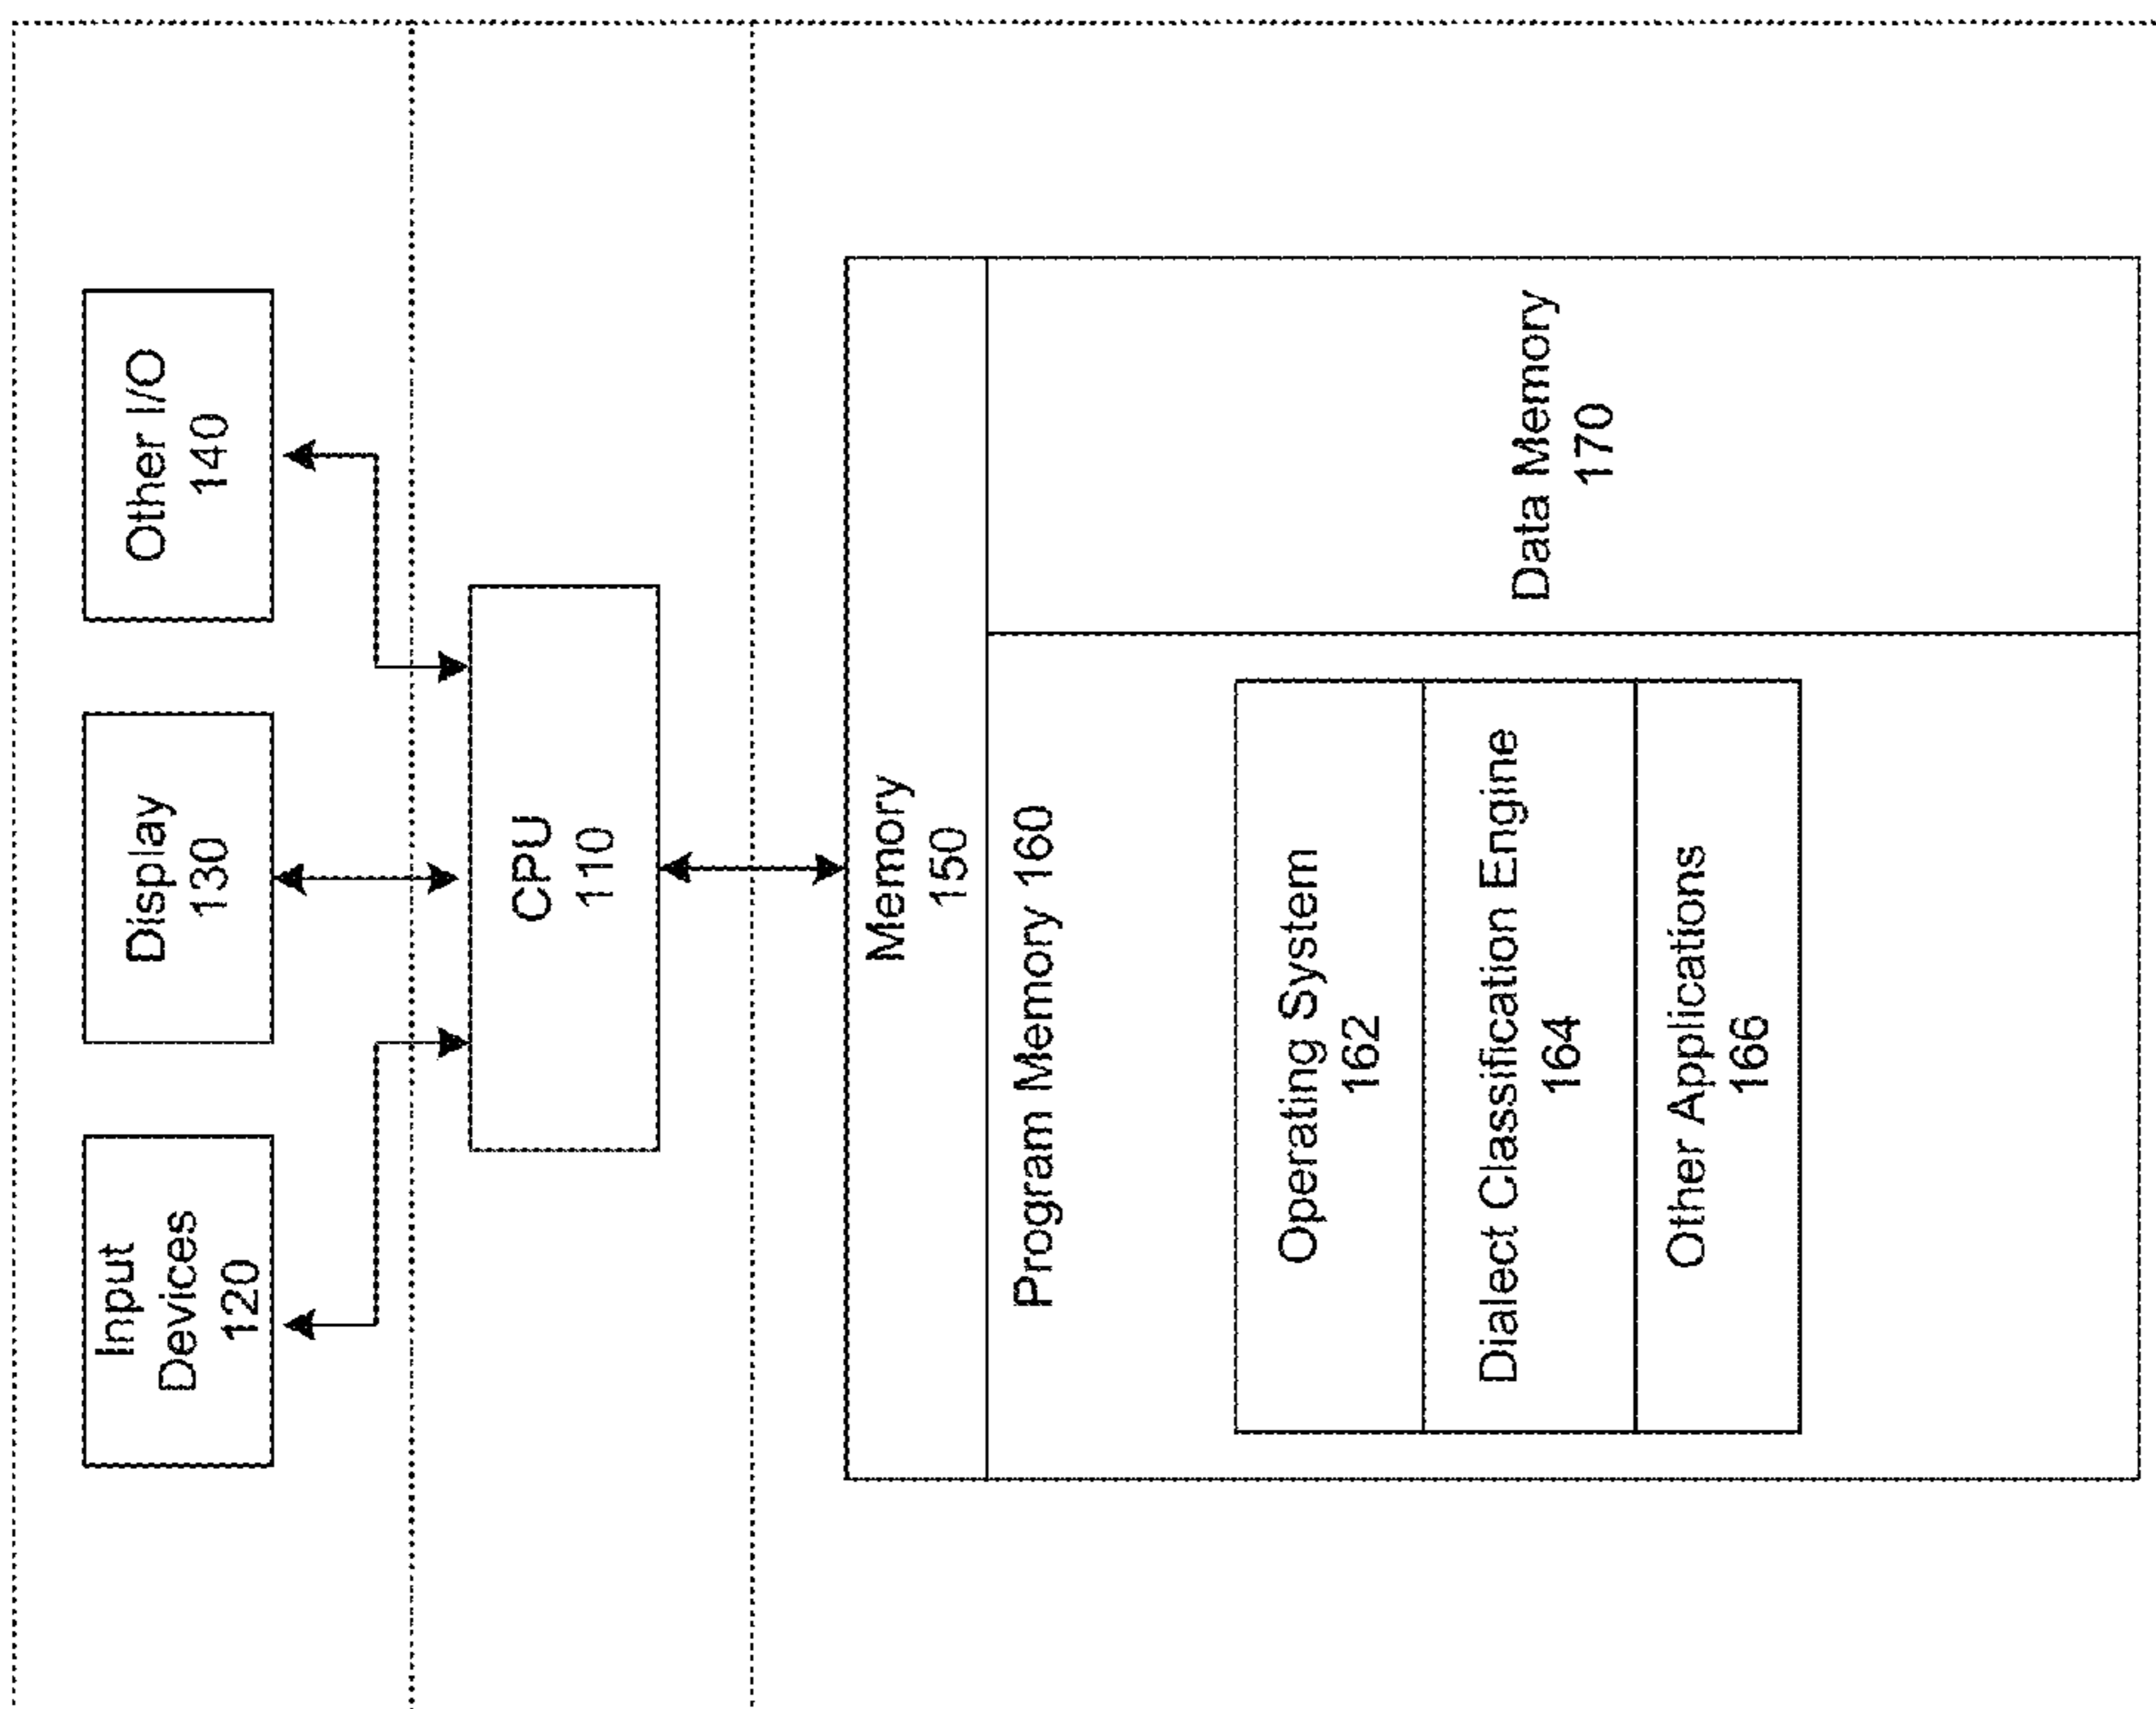 Input
Devices
120
Display
130
Other I/O
140
CPU
110
Memory
150
Program Memory 160
Operating System
162
Dialect Classification Engine
164
Other Applications
166
Data Memory
170